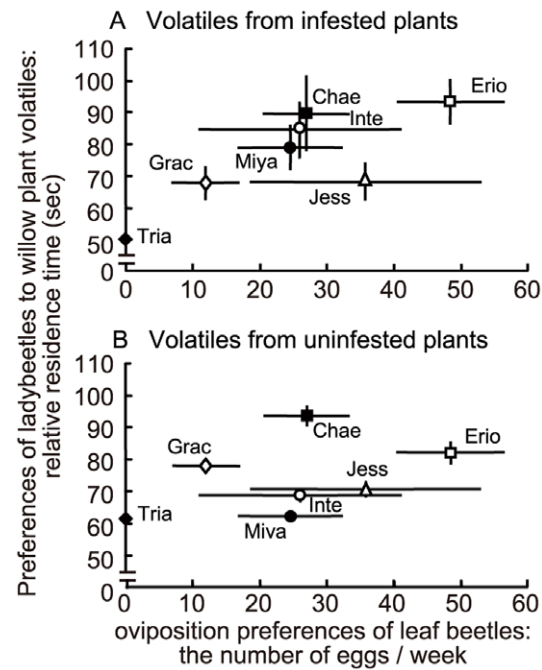 A Volatiles from infested plants
Preferences of ladybeetles to willow plant volatiles:
relative residence time (sec)
110
100
90
80
70
60
50
0
Erio
Chae
Inte
Miya
Grac
Jess
Tria
0 10 20 30 40 50 60
B Volatiles from uninfested plants
110
100
90
80
70
60
50
0
Chae
Erio
Grac
Jess
Inte
Tria
Miva
0 10 20 30 40 50 60
oviposition preferences of leaf beetles:
the number of eggs / week